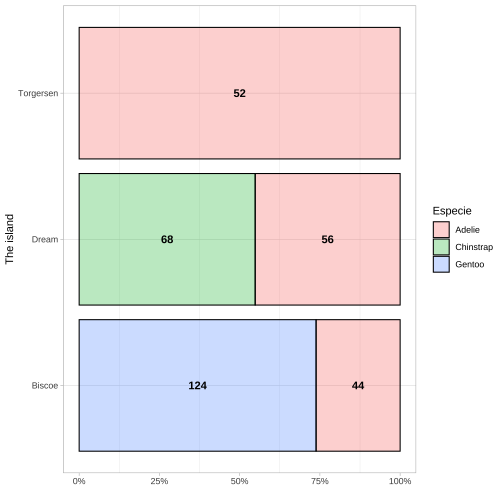 The island
Torgersen
52
Dream
68 56
Biscoe
124 44
0% 25% 50% 75% 100%
Especie
Adelie
Chinstrap
Gentoo